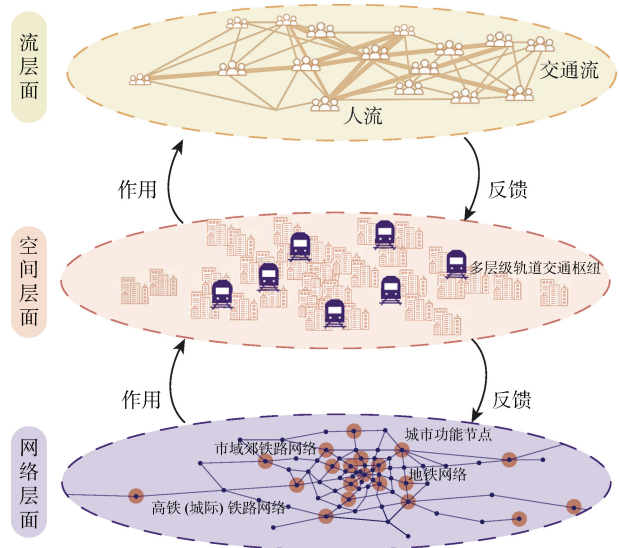 流层面
交通流
人流
作用
反馈
空间层面
多层级轨道交通枢纽
作用
反馈
网络层面
城市功能节点
市域郊铁路网络
地铁网络
高铁(城际)铁路网络